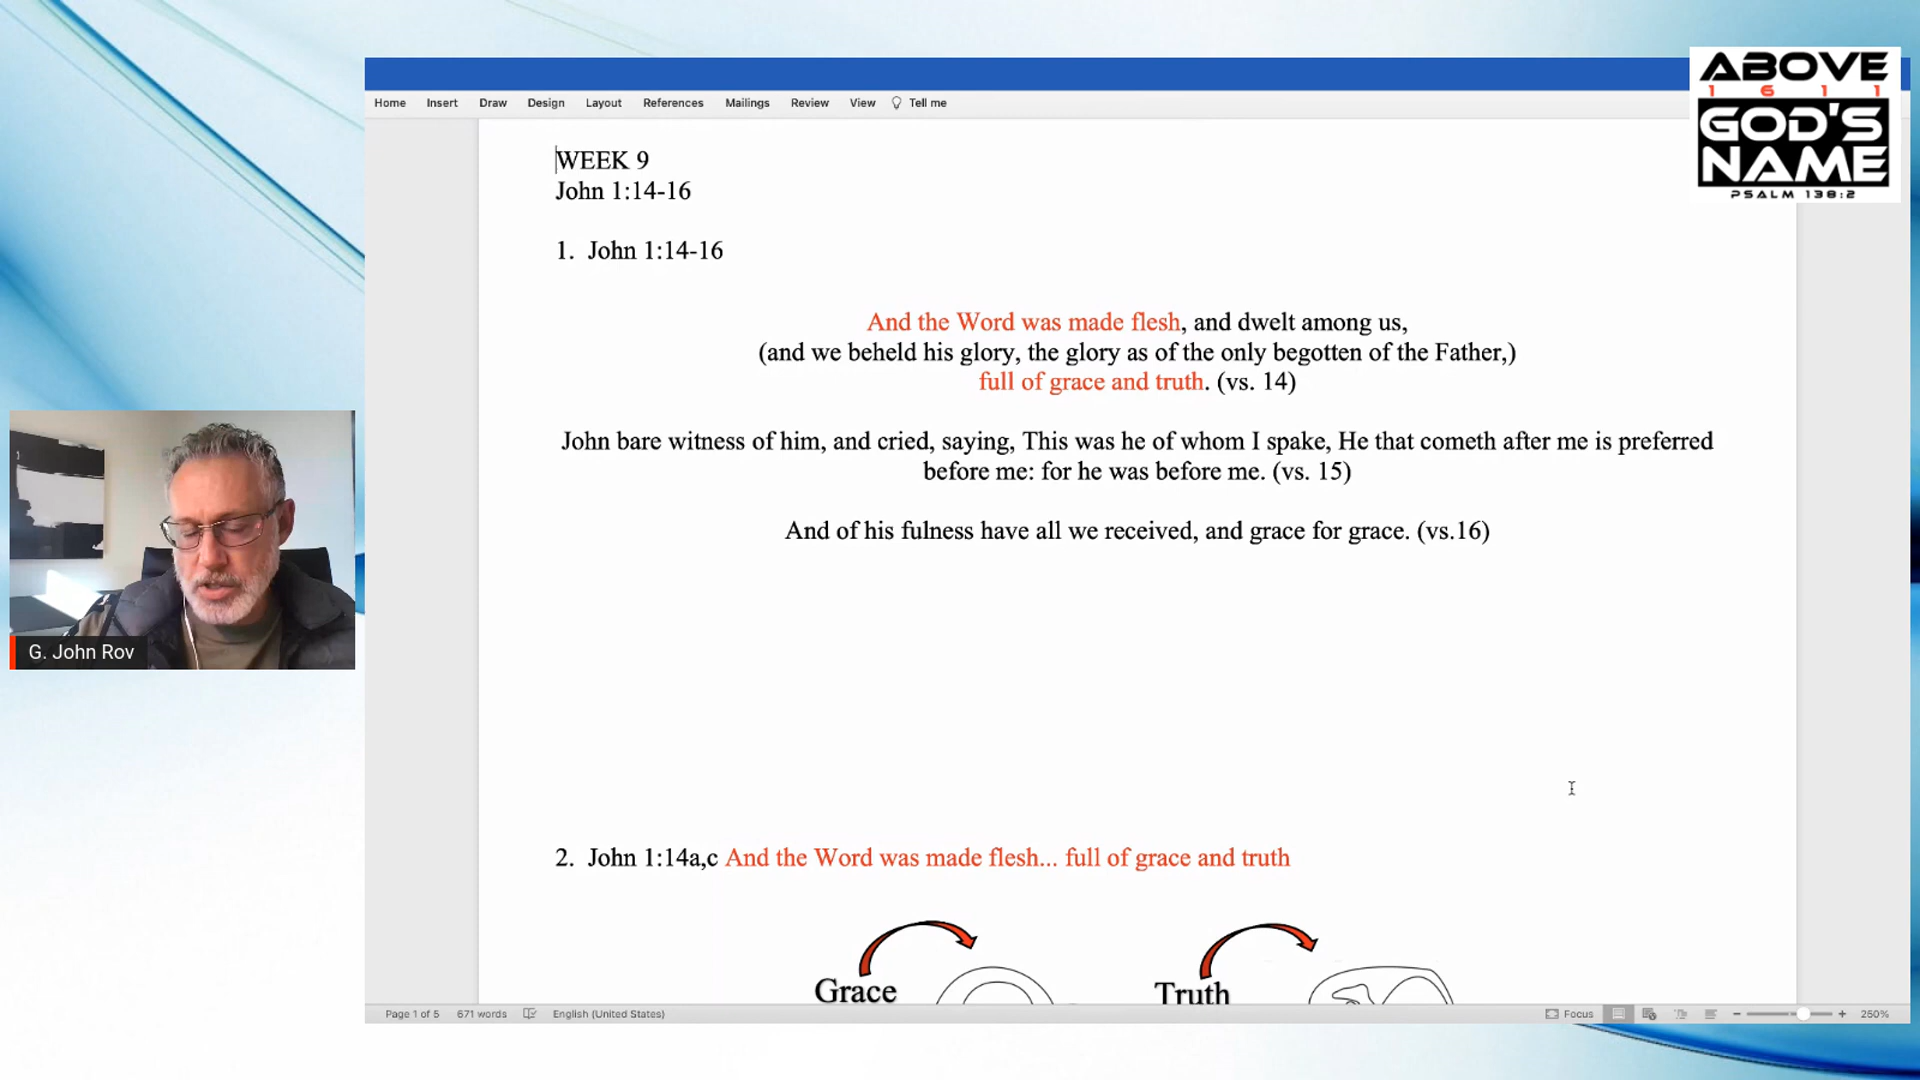 ABOVE
1611
GOD'S
NAME
PSALM 138:2
Home Insert Draw Design Layout References Mailings Review View Tell me
WEEK 9
John 1:14-16
1. John 1:14-16
And the Word was made flesh, and dwelt among us,
(and we beheld his glory, the glory as of the only begotten of the Father,)
full of grace and truth. (vs. 14)
John bare witness of him, and cried, saying, This was he of whom I spake, He that cometh after me is preferred
before me: for he was before me. (vs. 15)
And of his fulness have all we received, and grace for grace. (vs.16)
G. John Rov
2. John 1:14a,c And the Word was made flesh... full of grace and truth
Grace Truth
Page 1 of 5 671 words English (United States) Focus 250%